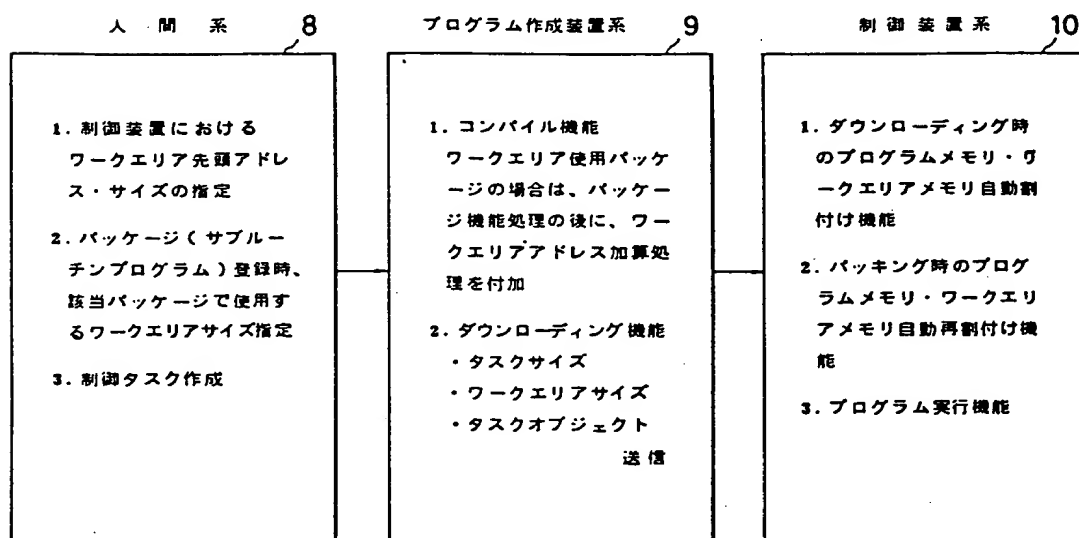 人間系
8
1. 制御装置における
ワークエリア先頭アドレ
ス・サイズの指定
2. パッケージ(サブルー
チンプログラム)登録時、
該当パッケージで使用す
るワークエリアサイズ指定
3. 制御タスク作成
プログラム作成装置系
9
1. コンパイル機能
ワークエリア使用パッケ
ージの場合は、パッケー
ジ機能処理の後に、ワー
クエリアアドレス加算処
理を付加
2. ダウンローディング機能
・タスクサイズ
・ワークエリアサイズ
・タスクオブジェクト
送信
制御装置系
10
1. ダウンローディング時
のプログラムメモリ・ワ
ークエリアメモリ自動割
付け機能
2. パッキング時のプログ
ラムメモリ・ワークエリ
アメモリ自動再割付け機
能
3. プログラム実行機能